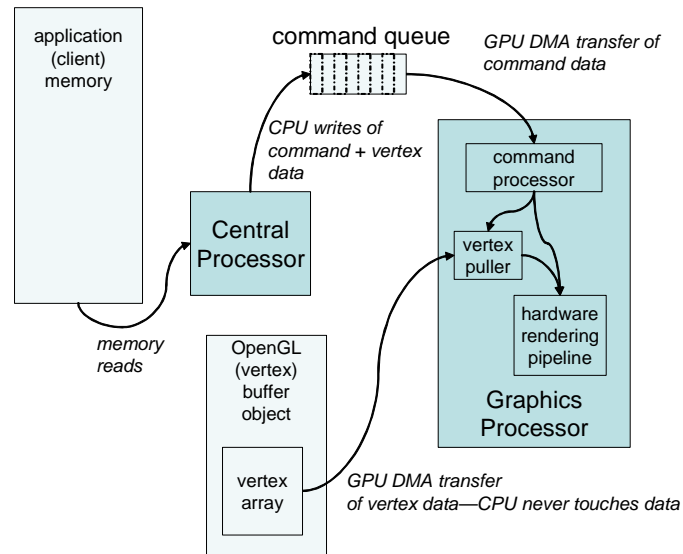 application
(client)
memory
command queue
GPU DMA transfer of
command data
CPU writes of
command + vertex
data
command
processor
Central
Processor
vertex
puller
memory
reads
hardware
rendering
pipeline
OpenGL
(vertex)
buffer
object
Graphics
Processor
vertex
array
GPU DMA transfer
of vertex data—CPU never touches data